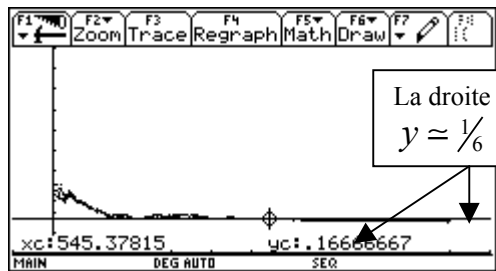 F1 F2 Zoom F3 Trace F4 Regraph F5 Math F6 Draw F7
La droite
y ≃ 1/6
xc:545.37815 yc:.16666667
MAIN DEG AUTO SEQ